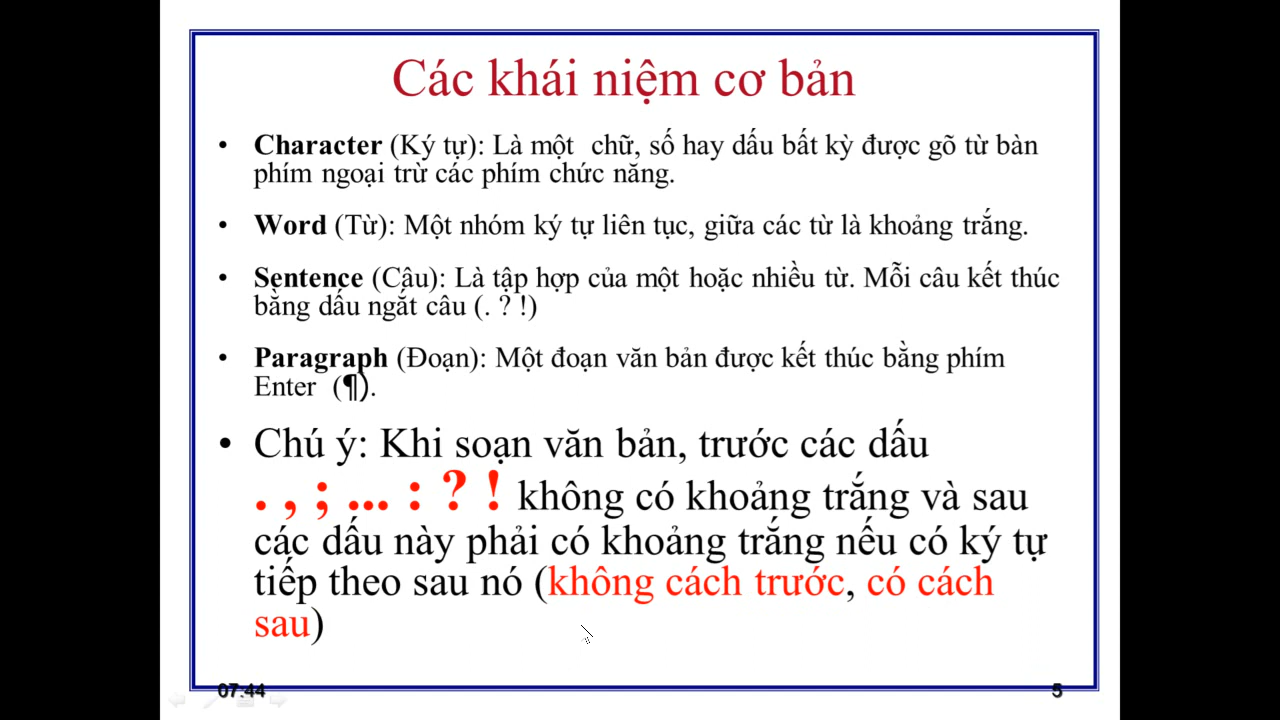 Các khái niệm cơ bản
• Character (Ký tự): Là một chữ, số hay dấu bất kỳ được gõ từ bàn
phím ngoại trừ các phím chức năng.
• Word (Từ): Một nhóm ký tự liên tục, giữa các từ là khoảng trắng.
• Sentence (Câu): Là tập hợp của một hoặc nhiều từ. Mỗi câu kết thúc
bằng dấu ngắt câu (. ? !)
• Paragraph (Đoạn): Một đoạn văn bản được kết thúc bằng phím
Enter (¶).
• Chú ý: Khi soạn văn bản, trước các dấu
. , ; ... : ? ! không có khoảng trắng và sau
các dấu này phải có khoảng trắng nếu có ký tự
tiếp theo sau nó (không cách trước, có cách
sau)
07:44 5